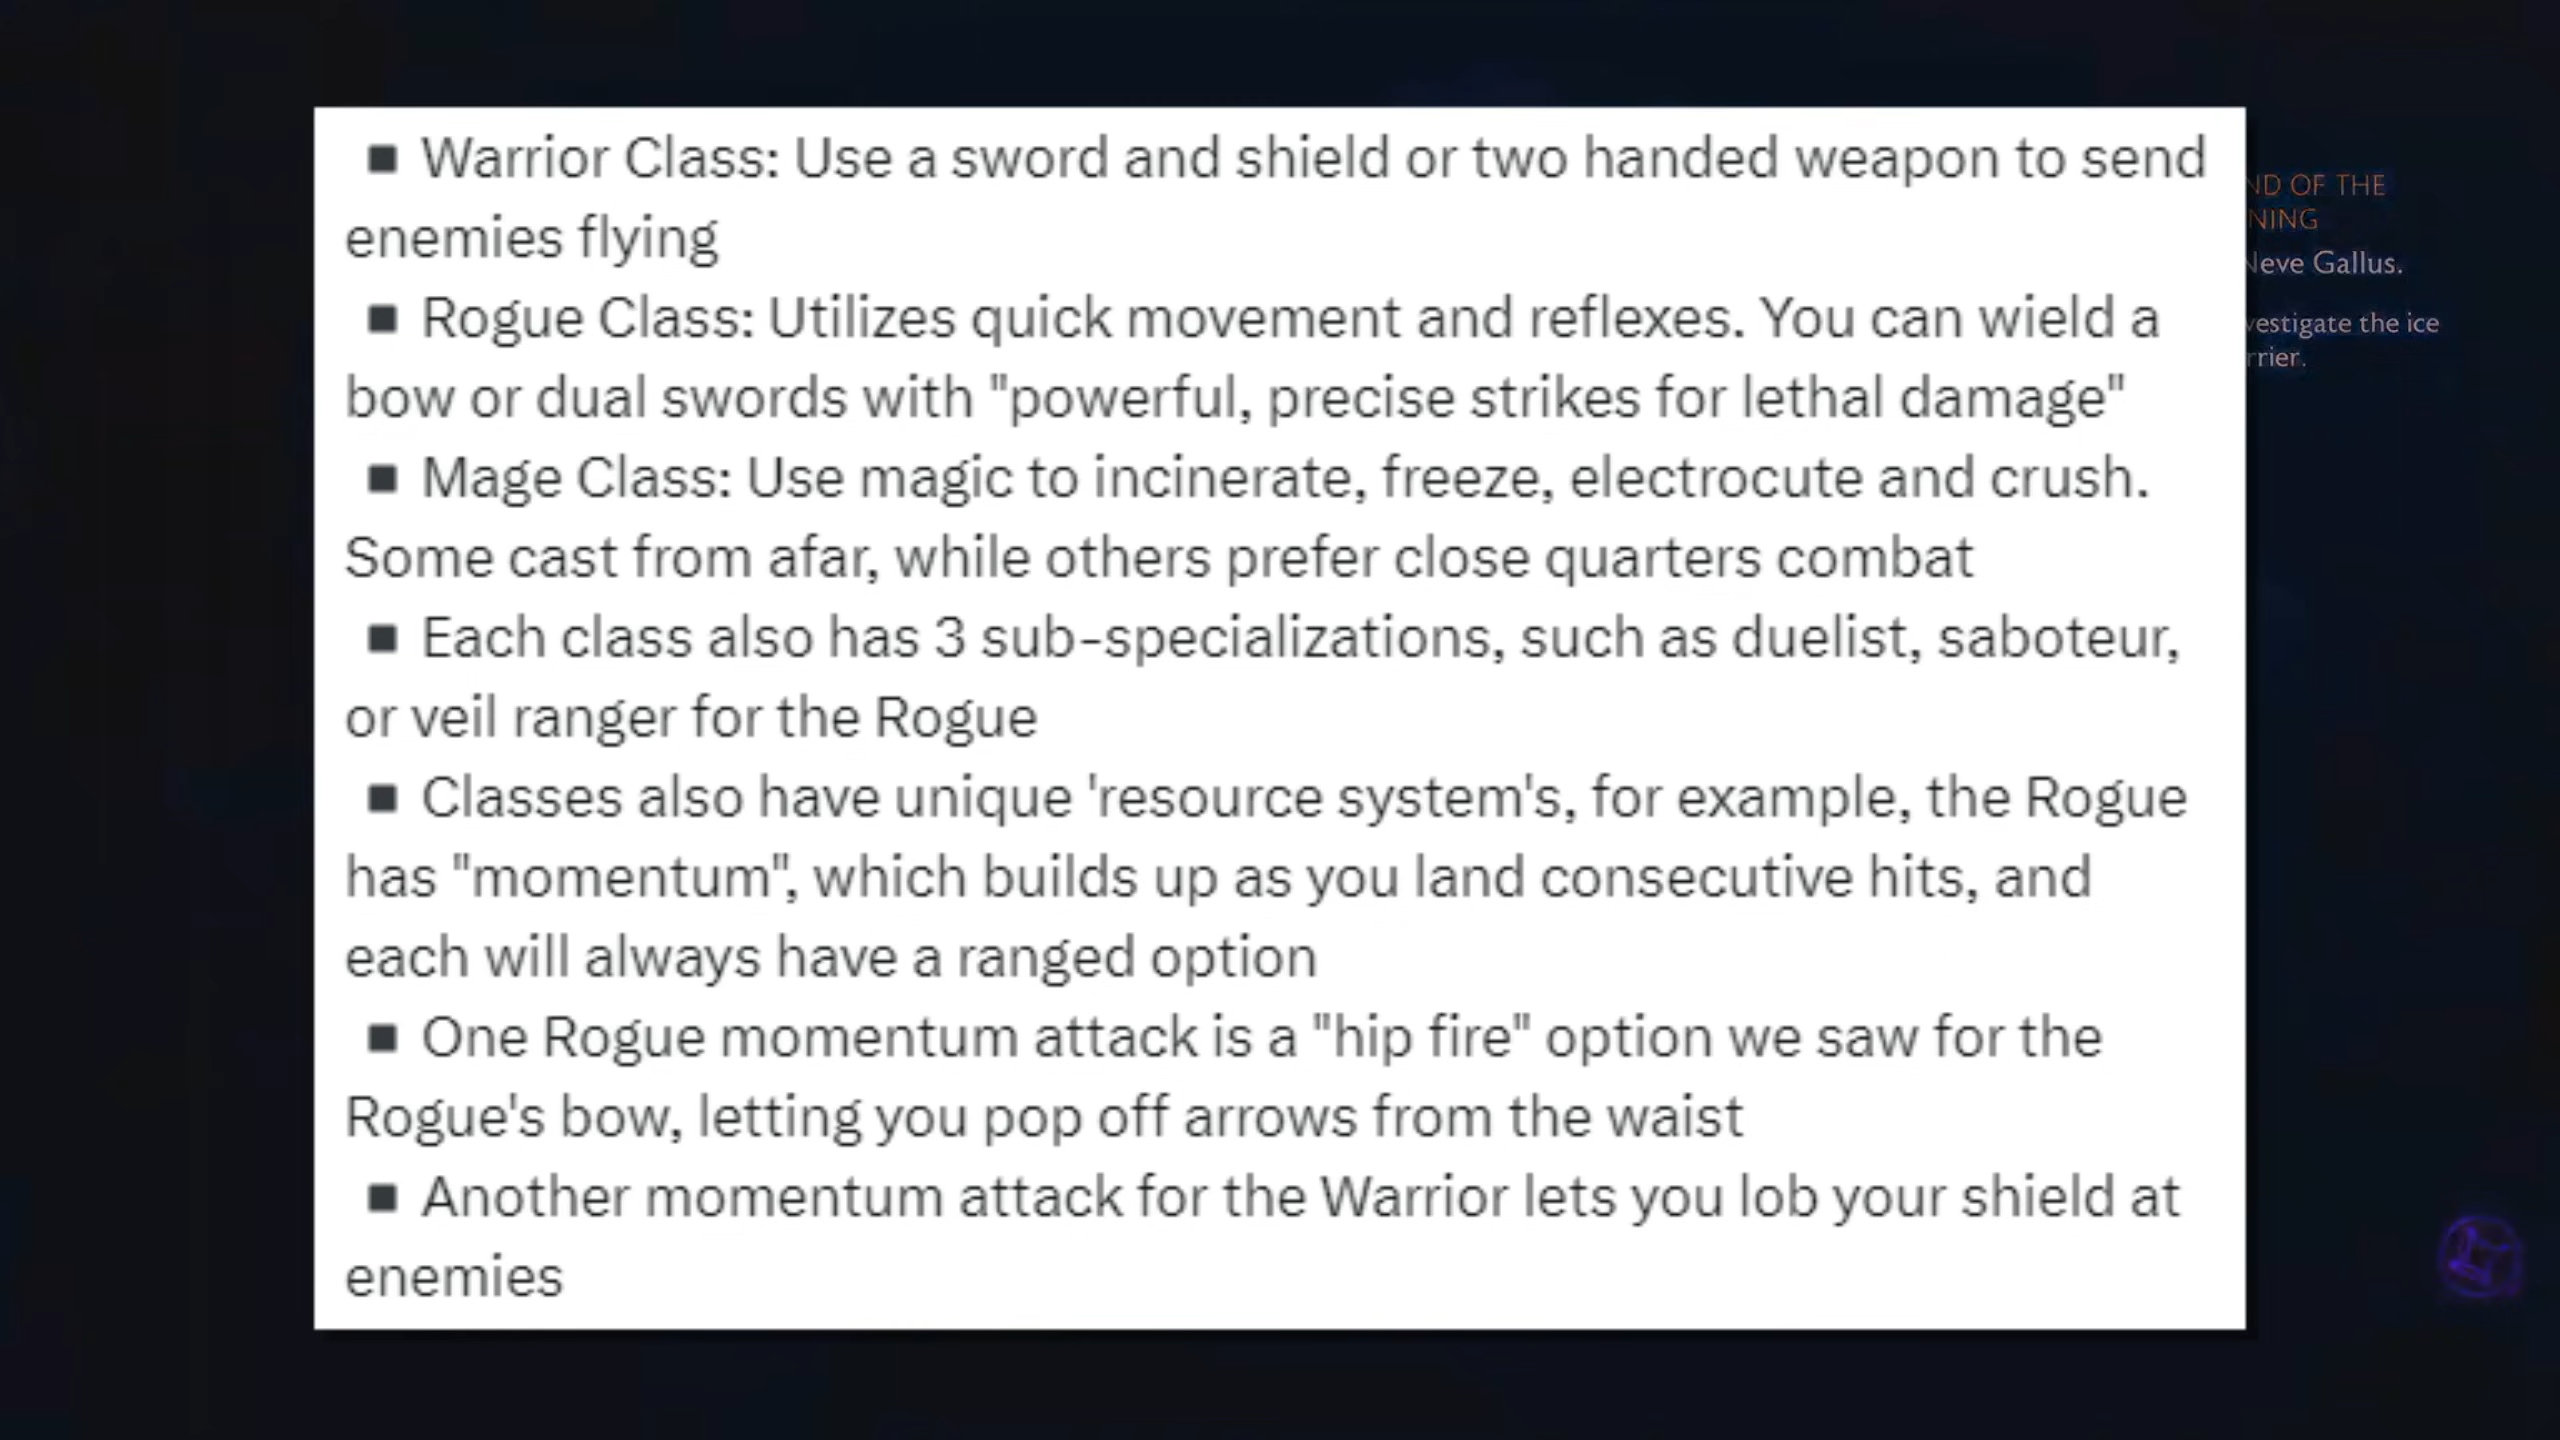 ■ Warrior Class: Use a sword and shield or two handed weapon to send
enemies flying
■ Rogue Class: Utilizes quick movement and reflexes. You can wield a
bow or dual swords with "powerful, precise strikes for lethal damage"
■ Mage Class: Use magic to incinerate, freeze, electrocute and crush.
Some cast from afar, while others prefer close quarters combat
■ Each class also has 3 sub-specializations, such as duelist, saboteur,
or veil ranger for the Rogue
■ Classes also have unique 'resource system's, for example, the Rogue
has "momentum", which builds up as you land consecutive hits, and
each will always have a ranged option
■ One Rogue momentum attack is a "hip fire" option we saw for the
Rogue's bow, letting you pop off arrows from the waist
■ Another momentum attack for the Warrior lets you lob your shield at
enemies
OF THE
Gallus.
the ice